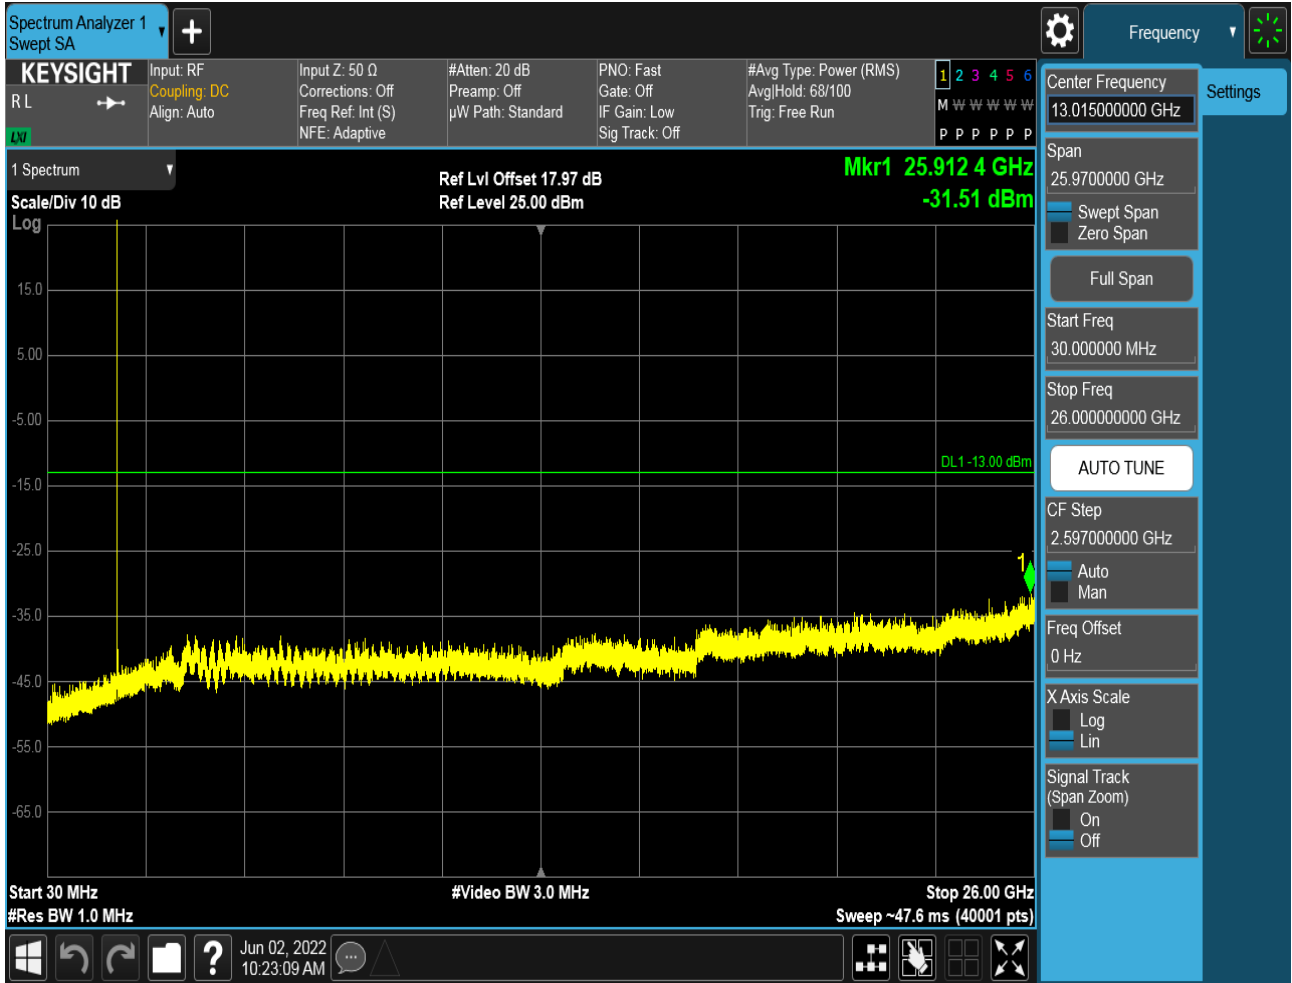 Spectrum Analyzer 1
Swept SA
Frequency
KEYSIGHT
R L
LXI
Input: RF
Coupling: DC
Align: Auto
Input Z: 50 Ω
Corrections: Off
Freq Ref: Int (S)
NFE: Adaptive
#Atten: 20 dB
Preamp: Off
µW Path: Standard
PNO: Fast
Gate: Off
IF Gain: Low
Sig Track: Off
#Avg Type: Power (RMS)
Avg|Hold: 68/100
Trig: Free Run
1 2 3 4 5 6
M W W W W W
P P P P P P
1 Spectrum
Ref Lvl Offset 17.97 dB
Mkr1 25.912 4 GHz
Scale/Div 10 dB
Ref Level 25.00 dBm
-31.51 dBm
Log
15.0
5.00
-5.00
DL1 -13.00 dBm
-15.0
-25.0
1
-35.0
-45.0
-55.0
-65.0
Start 30 MHz
#Video BW 3.0 MHz
Stop 26.00 GHz
#Res BW 1.0 MHz
Sweep ~47.6 ms (40001 pts)
Center Frequency
13.015000000 GHz
Settings
Span
25.9700000 GHz
Swept Span
Zero Span
Full Span
Start Freq
30.000000 MHz
Stop Freq
26.000000000 GHz
AUTO TUNE
CF Step
2.597000000 GHz
Auto
Man
Freq Offset
0 Hz
X Axis Scale
Log
Lin
Signal Track
(Span Zoom)
On
Off
?
Jun 02, 2022
10:23:09 AM